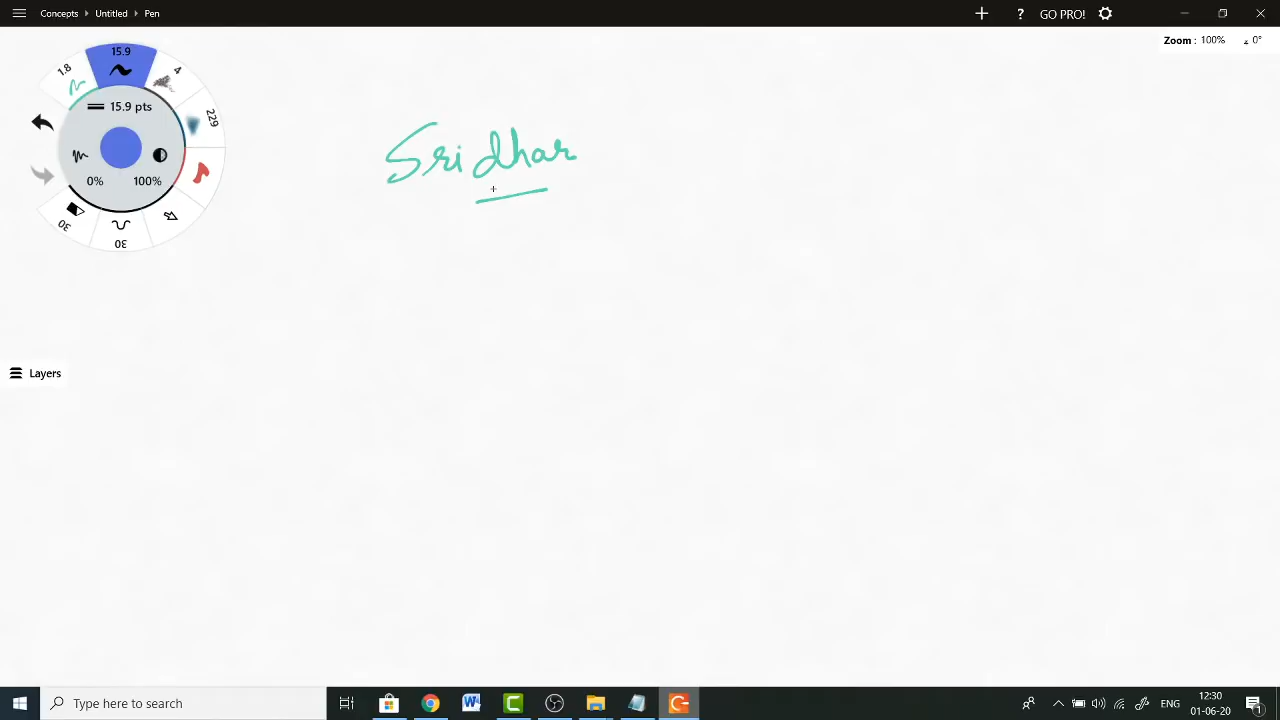 Concepts › Untitled › Pen
? GO PRO!
Zoom : 100% 0°
15.9
1.8
4
229
15.9 pts
0% 100%
30
30
Sridhar
Layers
Type here to search
ENG
12:30
01-06-20
1